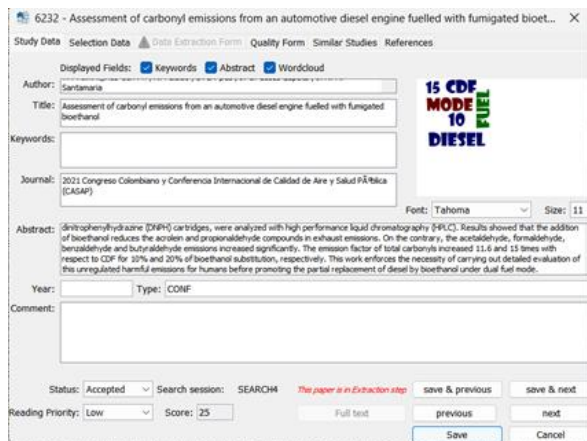 6232 - Assessment of carbonyl emissions from an automotive diesel engine fuelled with fumigated bioet...
Study Data Selection Data Data Extraction Form Quality Form Similar Studies References
Displayed Fields: Keywords Abstract Wordcloud
Author:
Santamaria
Title: Assessment of carbonyl emissions from an automotive diesel engine fuelled with fumigated
bioethanol
15 CDF
MODE
10
FUEL
DIESEL
Keywords:
Journal: 2021 Congreso Colombiano y Conferencia Internacional de Calidad de Aire y Salud
(CASAP)
Font: Tahoma Size: 11
Abstract: dinitrophenylhydrazine (DNPH) cartridges, were analyzed with high performance liquid chromatography (HPLC). Results showed that the addition
of bioethanol reduces the acrolein and propionaldehyde compounds in exhaust emissions. On the contrary, the acetaldehyde, formaldehyde,
benzaldehyde and butyraldehyde emissions increased significantly. The emission factor of total carbonyls increased 11.6 and 15 times with
respect to CDF for 10% and 20% of bioethanol substitution, respectively. This work enforces the necessity of carrying out detailed evaluation of
this unregulated harmful emissions for humans before promoting the partial replacement of diesel by bioethanol under dual fuel mode.
Year: Type: CONF
Comment:
Status: Accepted Search session: SEARCH4 This paper is in Extraction step save & previous save & next
Reading Priority: Low Score: 25 Full text previous next
Save Cancel